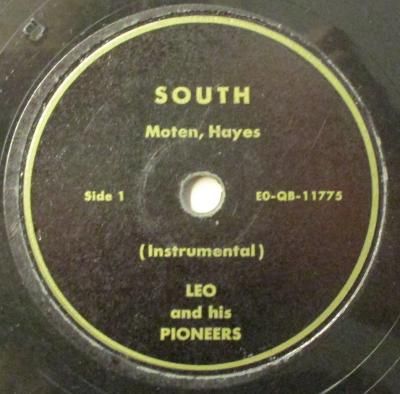 SOUTH
Moten, Hayes
Side 1 E0-QB-11775
(Instrumental)
LEO
and his
PIONEERS